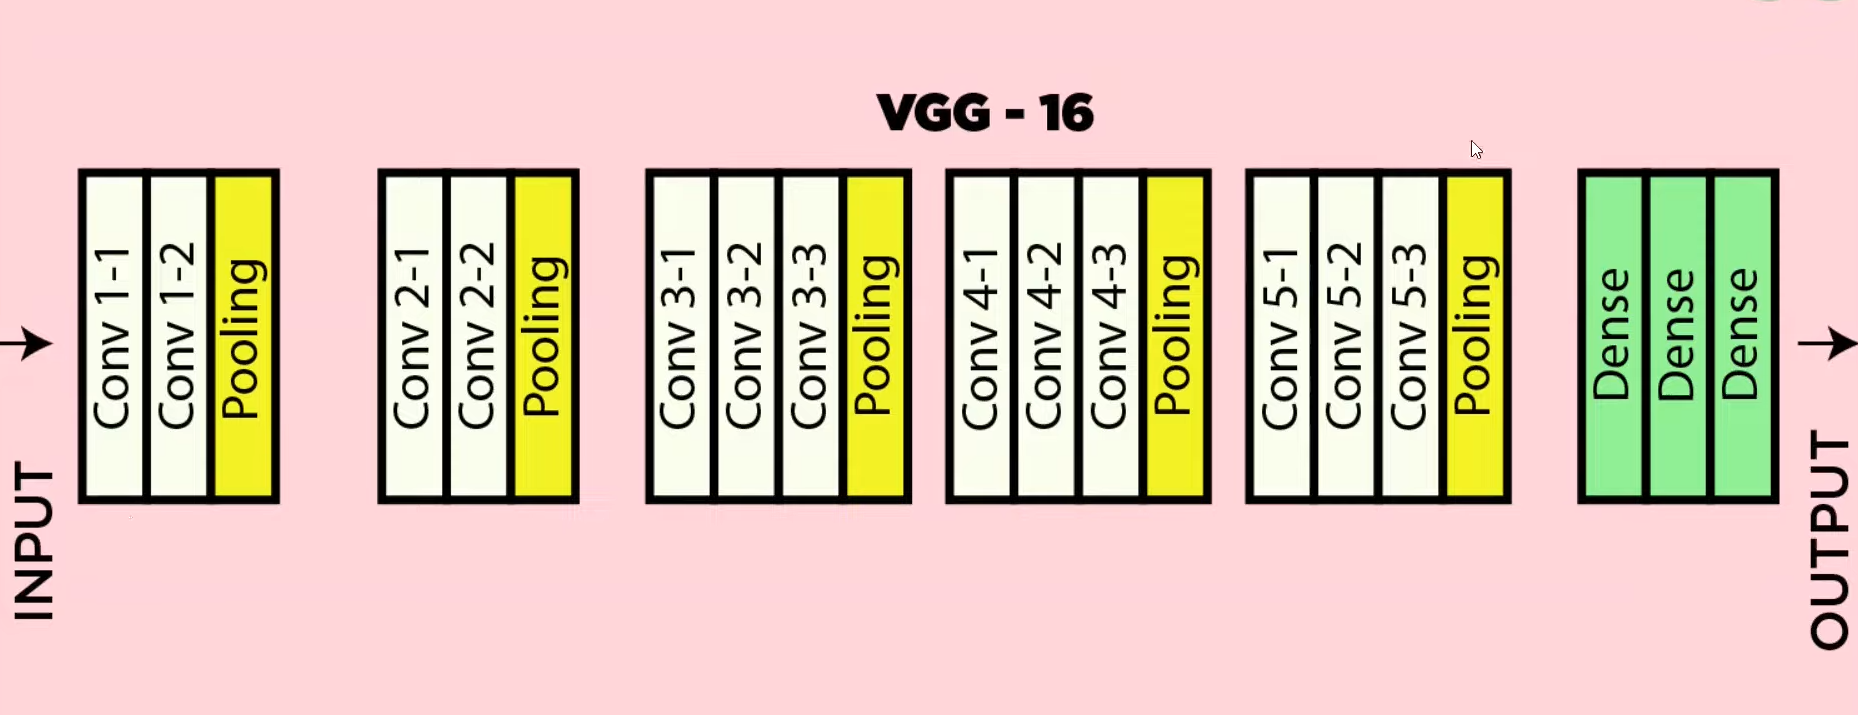 VGG - 16
INPUT
Conv 1-1
Conv 1-2
Pooling
Conv 2-1
Conv 2-2
Pooling
Conv 3-1
Conv 3-2
Conv 3-3
Pooling
Conv 4-1
Conv 4-2
Conv 4-3
Pooling
Conv 5-1
Conv 5-2
Conv 5-3
Pooling
Dense
Dense
Dense
OUTPUT